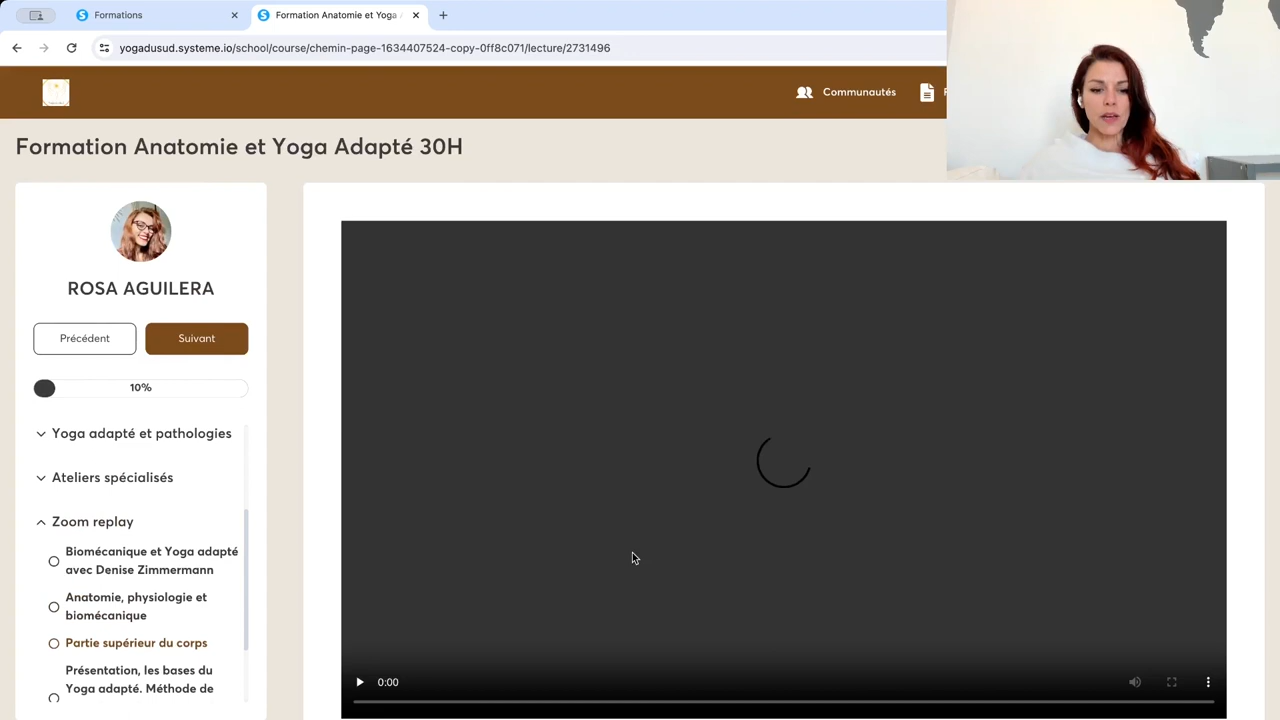 Formations
Formation Anatomie et Yoga
yogadusud.systeme.io/school/course/chemin-page-1634407524-copy-0ff8c071/lecture/2731496
Communautés
Formation Anatomie et Yoga Adapté 30H
ROSA AGUILERA
Précédent
Suivant
10%
Yoga adapté et pathologies
Ateliers spécialisés
Zoom replay
Biomécanique et Yoga adapté
avec Denise Zimmermann
Anatomie, physiologie et
biomécanique
Partie supérieur du corps
Présentation, les bases du
Yoga adapté. Méthode de
0:00